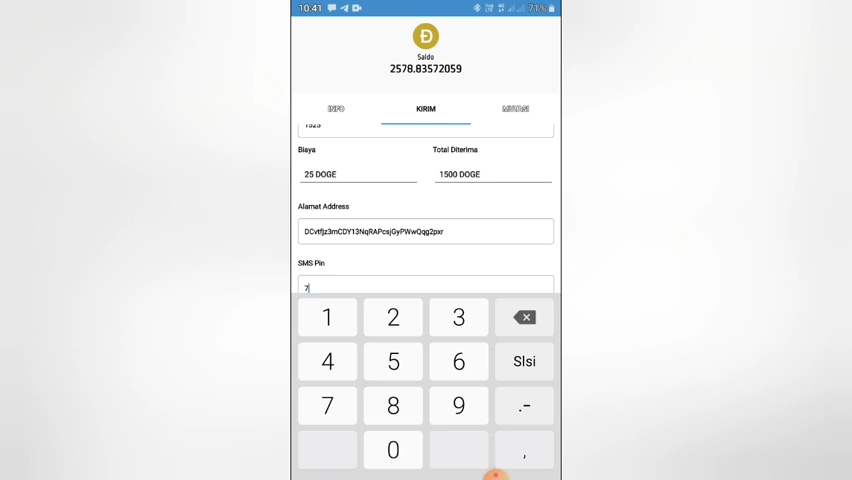 10.41 71%
Đ
Saldo
2578.83572059
INFO KIRIM MUTASI
1525
Biaya Total Diterima
25 DOGE 1500 DOGE
Alamat Address
DCvtfjz3mCDY13NqRAPcsjGyPWwQqg2pxr
SMS Pin
7
1 2 3
4 5 6 Slsi
7 8 9 .-
0 ,